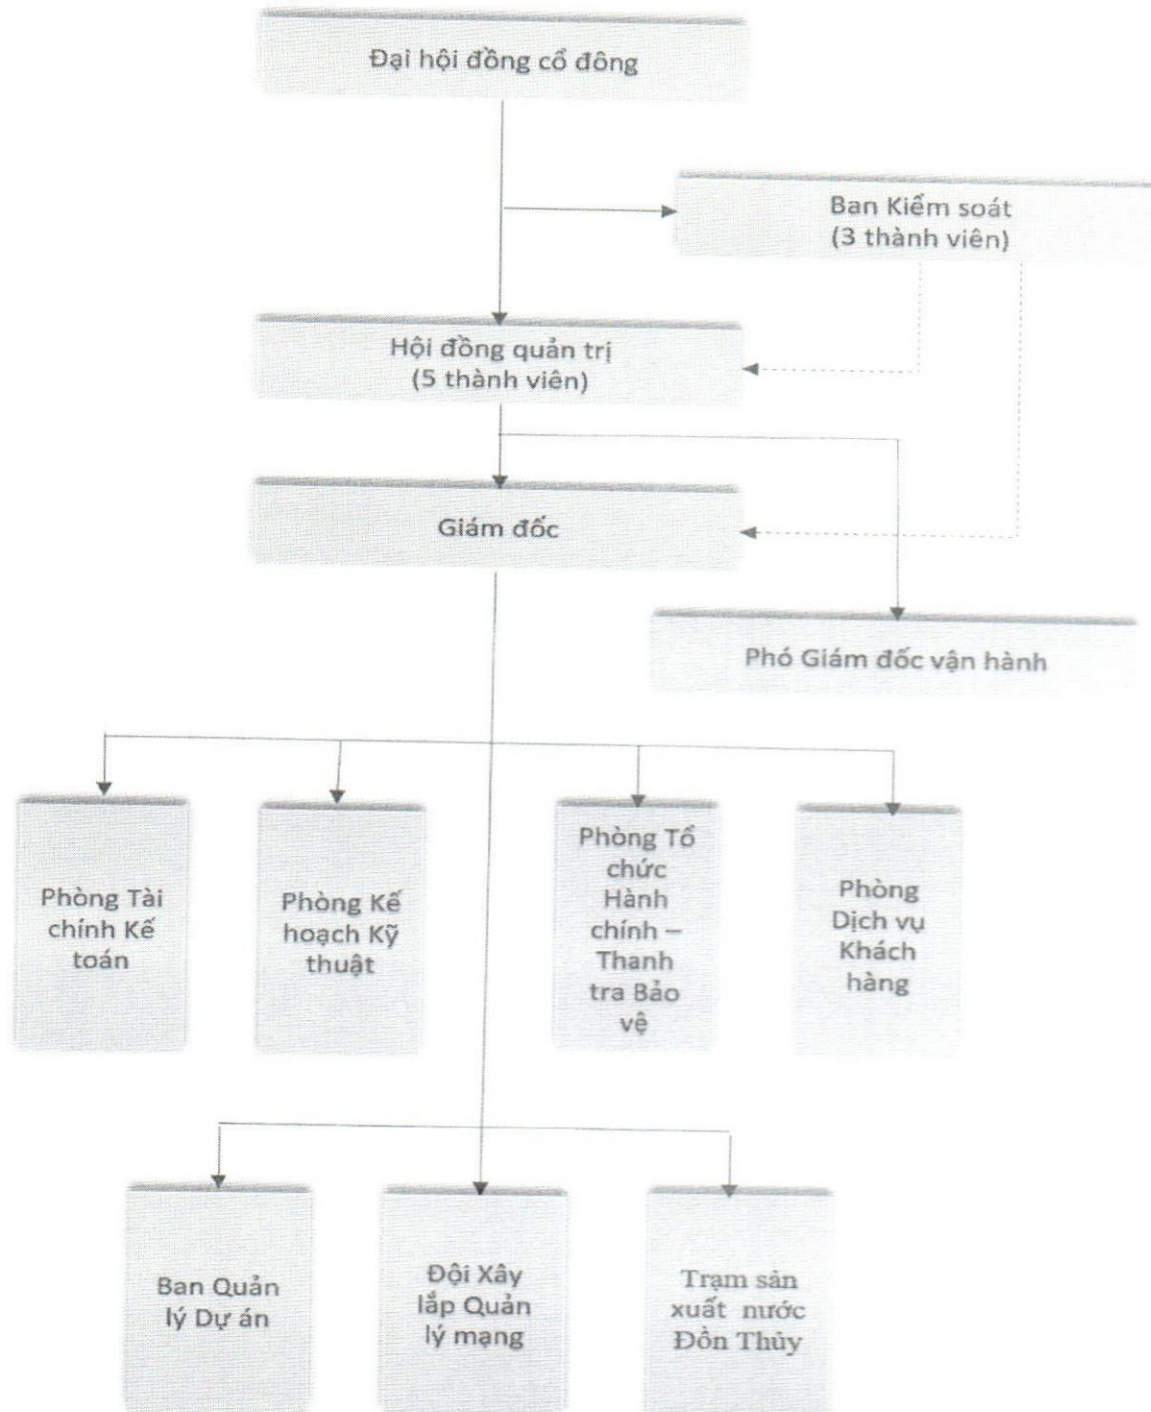 Đại hội đồng cổ đông
Ban Kiểm soát
(3 thành viên)
Hội đồng quản trị
(5 thành viên)
Giám đốc
Phó Giám đốc vận hành
Phòng Tài
chính Kế
toán
Phòng Kế
hoạch Kỹ
thuật
Phòng Tổ
chức
Hành
chính –
Thanh
tra Bảo
vệ
Phòng
Dịch vụ
Khách
hàng
Ban Quản
lý Dự án
Đội Xây
lắp Quản
lý mạng
Trạm sản
xuất nước
Đồn Thủy